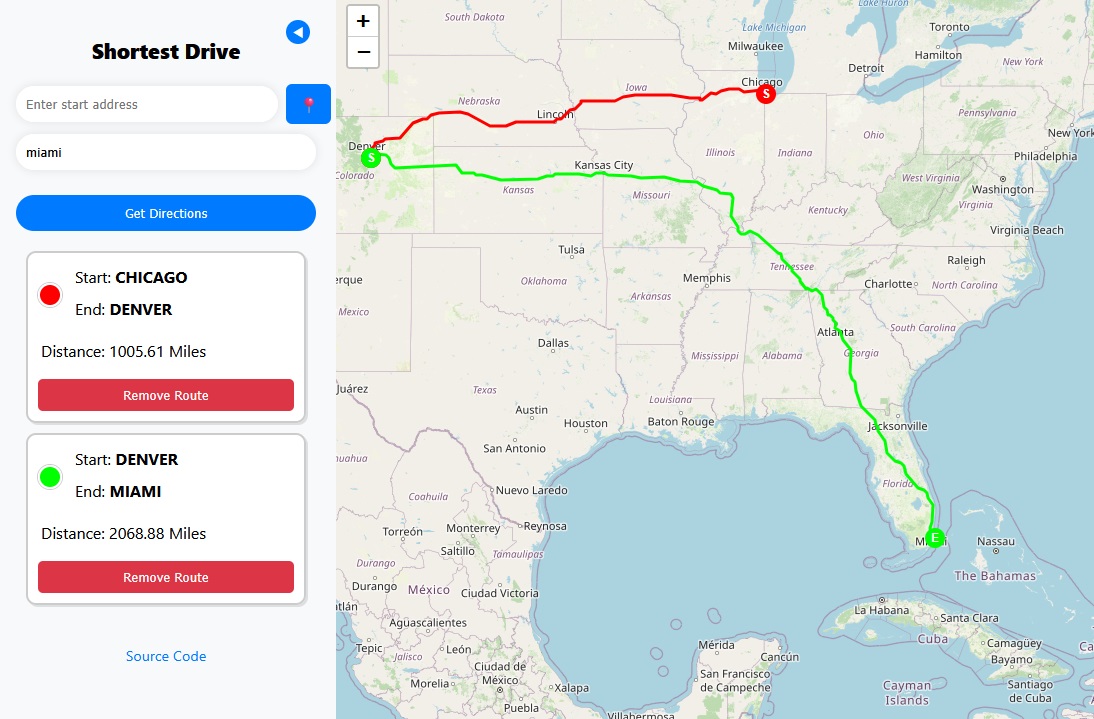 Shortest Drive
Enter start address
miami
Get Directions
Start: CHICAGO
End: DENVER
Distance: 1005.61 Miles
Remove Route
Start: DENVER
End: MIAMI
Distance: 2068.88 Miles
Remove Route
Source Code
+
−
South Dakota
Lake Huron
Toronto
Lake Michigan
Milwaukee
Hamilton
New York
Detroit
Chicago
S
Iowa
Nebraska
Lincoln
Pennsylvania
New York
Ohio
Denver
S
Illinois
Indiana
Philadelphia
Kansas City
Colorado
West Virginia
Washington
Kansas
Missouri
Virginia
Kentucky
Virginia Beach
Tulsa
Raleigh
Tennessee
Memphis
erque
Oklahoma
Charlotte
North Carolina
Arkansas
Mexico
South Carolina
Atlanta
Dallas
Mississippi
Alabama
Georgia
Juárez
Texas
Louisiana
Austin
Houston
Baton Rouge
Jacksonville
San Antonio
uahua
Florida
Nuevo Laredo
Coahuila
Monterrey
Reynosa
Torreón
E
Nassau
Saltillo
Tamaulipas
Durango
The Bahamas
Durango
México
Ciudad Victoria
atlán
La Habana
Santa Clara
Aguascalientes
Cuba
Camagüey
Tepic
León
Mérida
Cancún
Jalisco
Bayamo
Ciudad de
México
San Francisco
de Campeche
Morelia
Xalapa
Cayman
Islands
Santiago
de Cuba
Puebla
Villahermosa